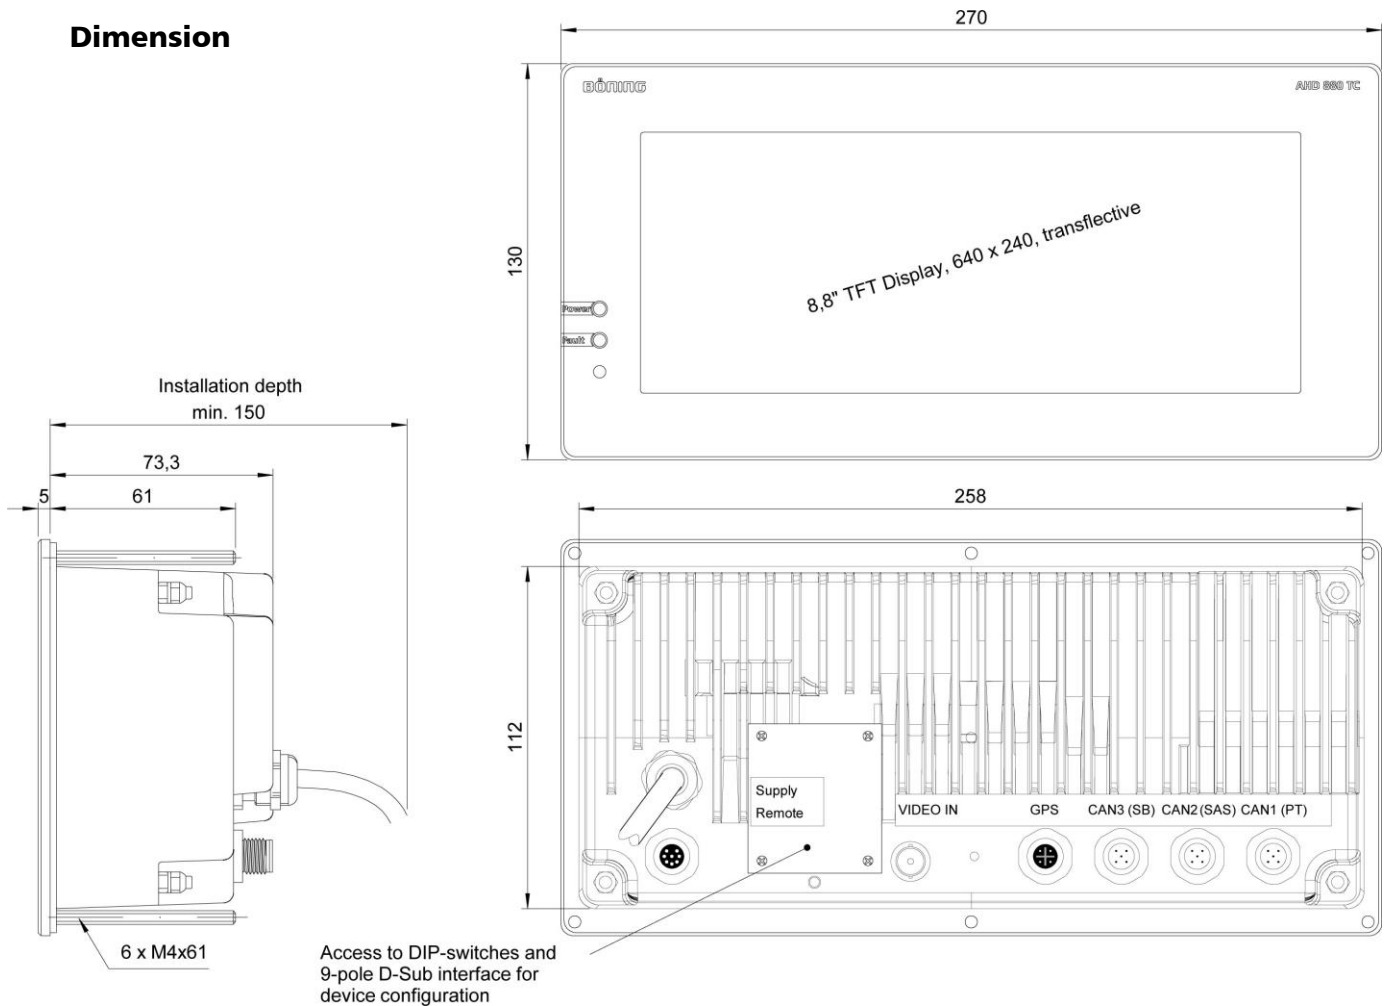 Dimension
270
BÖNING
AHD 880 TC
130
8,8" TFT Display, 640 x 240, transflective
Power
Fault
Installation depth
min. 150
73,3
5
61
6 x M4x61
258
112
Supply
Remote
VIDEO IN
GPS
CAN3 (SB)
CAN2 (SAS)
CAN1 (PT)
Access to DIP-switches and
9-pole D-Sub interface for
device configuration